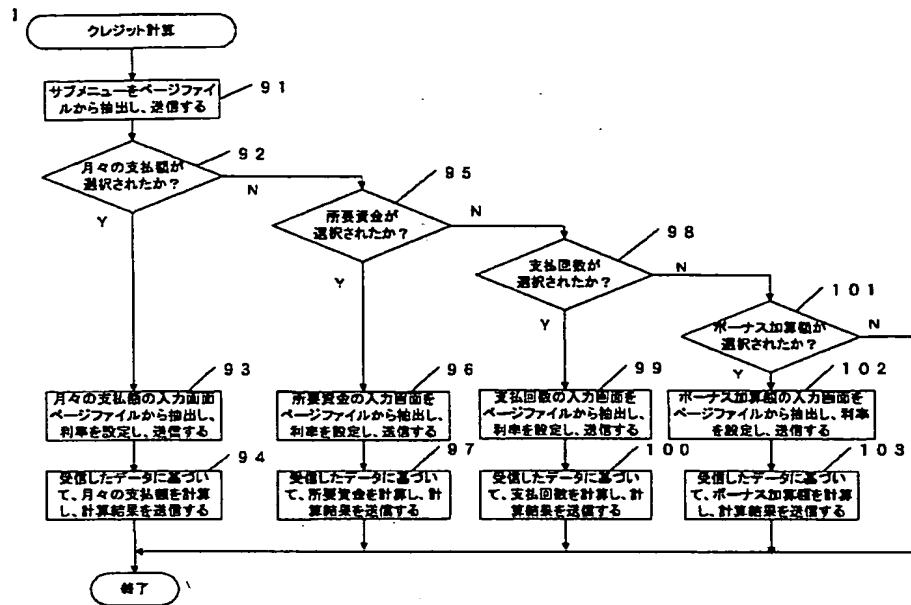 クレジット計算
サブメニューをページファイ
ルから抽出し、送信する
91
月々の支払額が
選択されたか?
92
N
Y
所要資金が
選択されたか?
95
N
Y
支払回数が
選択されたか?
98
N
Y
ボーナス加算額が
選択されたか?
101
N
Y
93
月々の支払額の入力画面
ページファイルから抽出し、
利率を設定し、送信する
94
受信したデータに基づい
て、月々の支払額を計算
し、計算結果を送信する
96
所要資金の入力画面を
ページファイルから抽出し、
利率を設定し、送信する
97
受信したデータに基づい
て、所要資金を計算し、計
算結果を送信する
99
支払回数の入力画面を
ページファイルから抽出し、
利率を設定し、送信する
100
受信したデータに基づい
て、支払回数を計算し、計
算結果を送信する
102
ボーナス加算額の入力画面を
ページファイルから抽出し、利率
を設定し、送信する
103
受信したデータに基づい
て、ボーナス加算額を計算
し、計算結果を送信する
終了